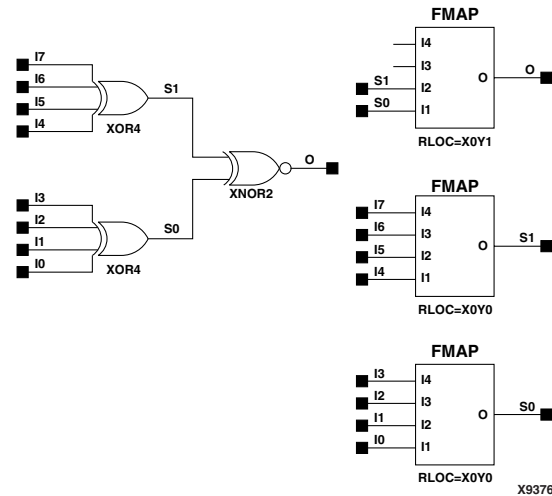 I7
I6
I5
I4
S1
XOR4
I3
I2
I1
I0
S0
XOR4
O
XNOR2
FMAP
I4
I3
S1 I2
S0 I1
O O
RLOC=X0Y1
FMAP
I7 I4
I6 I3
I5 I2
I4 I1
O S1
RLOC=X0Y0
FMAP
I3 I4
I2 I3
I1 I2
I0 I1
O S0
RLOC=X0Y0
X9376